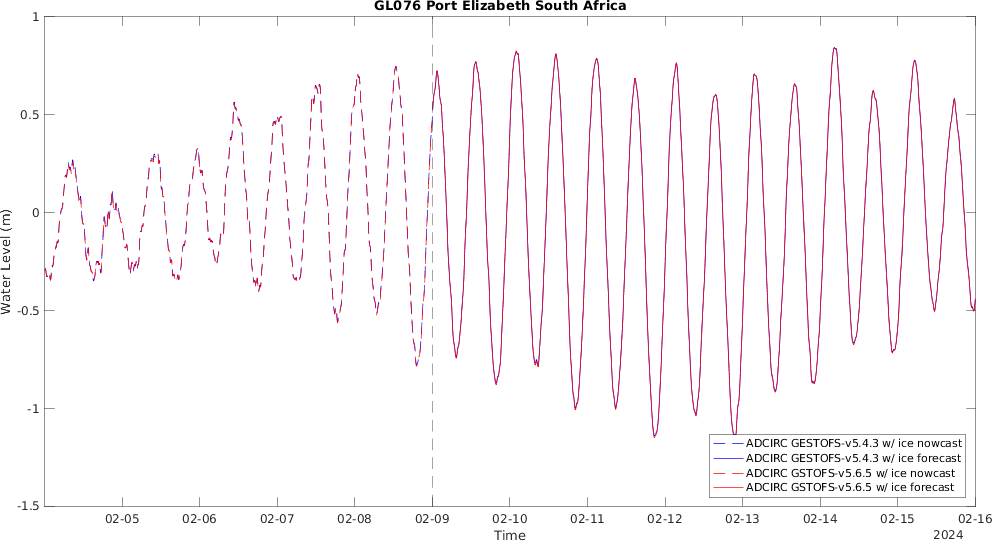 GL076 Port Elizabeth South Africa
1
0.5
0
-0.5
-1
-1.5
Water Level (m)
ADCIRC GESTOFS-v5.4.3 w/ ice nowcast
ADCIRC GESTOFS-v5.4.3 w/ ice forecast
ADCIRC GSTOFS-v5.6.5 w/ ice nowcast
ADCIRC GSTOFS-v5.6.5 w/ ice forecast
02-05 02-06 02-07 02-08 02-09 02-10 02-11 02-12 02-13 02-14 02-15 02-16
Time
2024